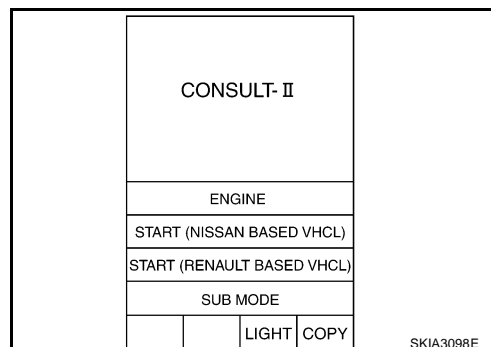 CONSULT-Ⅱ
ENGINE
START (NISSAN BASED VHCL)
START (RENAULT BASED VHCL)
SUB MODE
LIGHT COPY
SKIA3098E